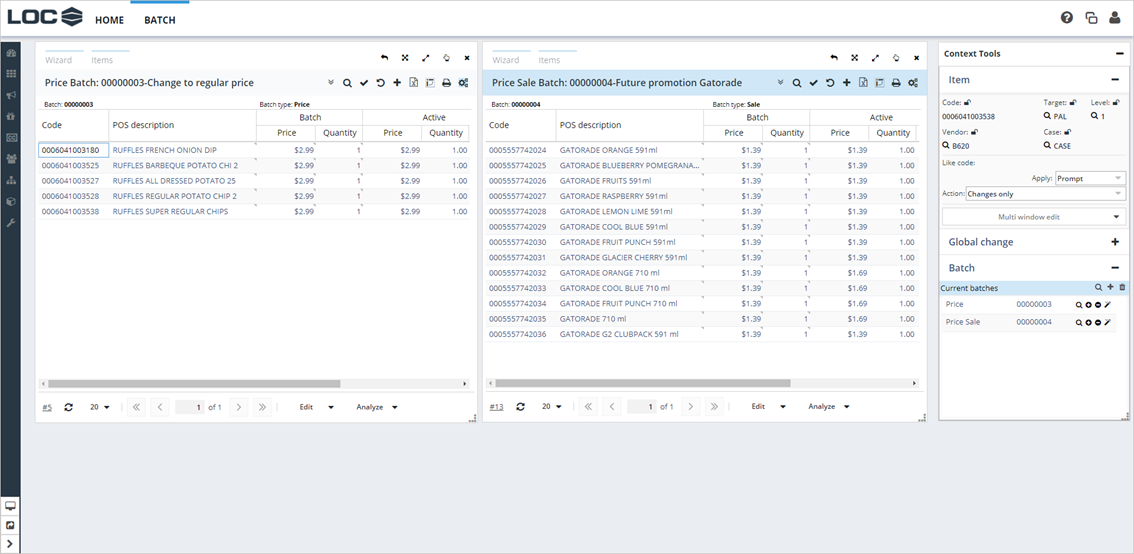 LOC HOME BATCH
Wizard Items
Price Batch: 00000003-Change to regular price
Batch: 00000003 Batch type: Price
Code POS description Batch Active
Price Quantity Price Quantity
0006041003180 RUFFLES FRENCH ONION DIP $2.99 1 $2.99 1.00
0006041003525 RUFFLES BARBEQUE POTATO CHI 2 $2.99 1 $2.99 1.00
0006041003527 RUFFLES ALL DRESSED POTATO 25 $2.99 1 $2.99 1.00
0006041003528 RUFFLES REGULAR POTATO CHIP 2 $2.99 1 $2.99 1.00
0006041003538 RUFFLES SUPER REGULAR CHIPS $2.99 1 $2.99 1.00
#5 20 1 of 1 Edit Analyze
Wizard Items
Price Sale Batch: 00000004-Future promotion Gatorade
Batch: 00000004 Batch type: Sale
Code POS description Batch Active
Price Quantity Price Quantity
0005557742024 GATORADE ORANGE 591ml $1.39 1 $1.39 1.00
0005557742025 GATORADE BLUEBERRY POMEGRANA... $1.39 1 $1.39 1.00
0005557742026 GATORADE FRUITS 591ml $1.39 1 $1.39 1.00
0005557742027 GATORADE RASPBERRY 591ml $1.39 1 $1.39 1.00
0005557742028 GATORADE LEMON LIME 591ml $1.39 1 $1.39 1.00
0005557742029 GATORADE COOL BLUE 591ml $1.39 1 $1.39 1.00
0005557742030 GATORADE FRUIT PUNCH 591ml $1.39 1 $1.39 1.00
0005557742031 GATORADE GLACIER CHERRY 591ml $1.39 1 $1.39 1.00
0005557742032 GATORADE ORANGE 710 ml $1.39 1 $1.69 1.00
0005557742033 GATORADE COOL BLUE 710 ml $1.39 1 $1.69 1.00
0005557742034 GATORADE FRUIT PUNCH 710 ml $1.39 1 $1.69 1.00
0005557742035 GATORADE 710 ml $1.39 1 $1.69 1.00
0005557742036 GATORADE G2 CLUBPACK 591 ml $1.39 1 $1.39 1.00
#13 20 1 of 1 Edit Analyze
Context Tools
Item
Code: Target: Level:
0006041003538 PAL 1
Vendor: Case:
B620 CASE
Like code:
Apply: Prompt
Action: Changes only
Multi window edit
Global change
Batch
Current batches
Price 00000003
Price Sale 00000004